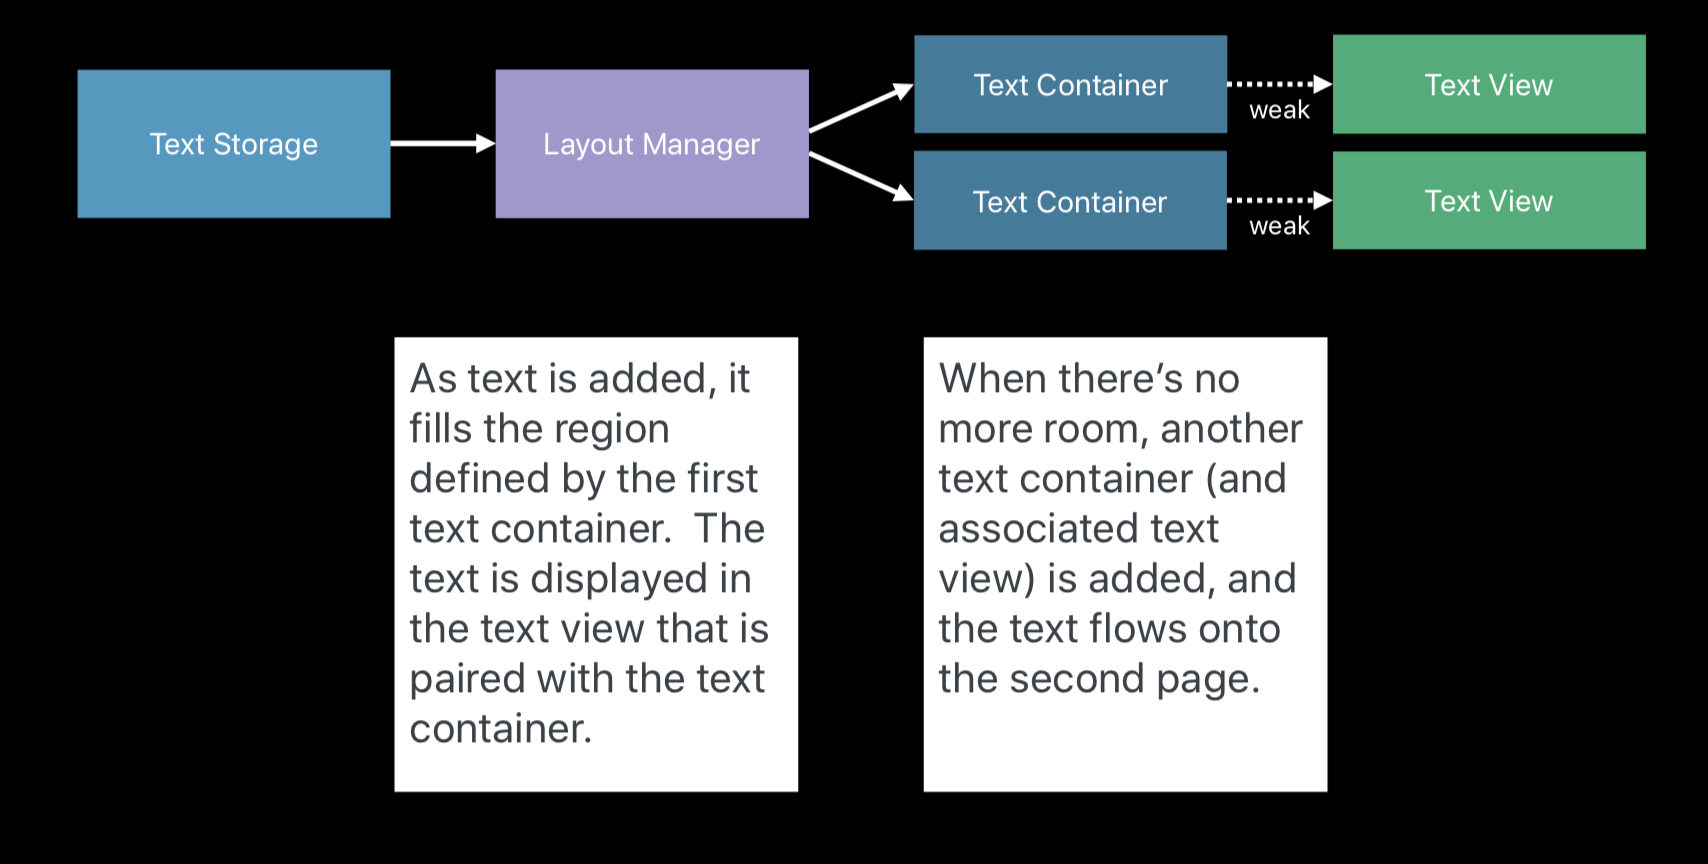 Text Storage
Layout Manager
Text Container
weak
Text View
Text Container
weak
Text View
As text is added, it
fills the region
defined by the first
text container.  The
text is displayed in
the text view that is
paired with the text
container.
When there’s no
more room, another
text container (and
associated text
view) is added, and
the text flows onto
the second page.